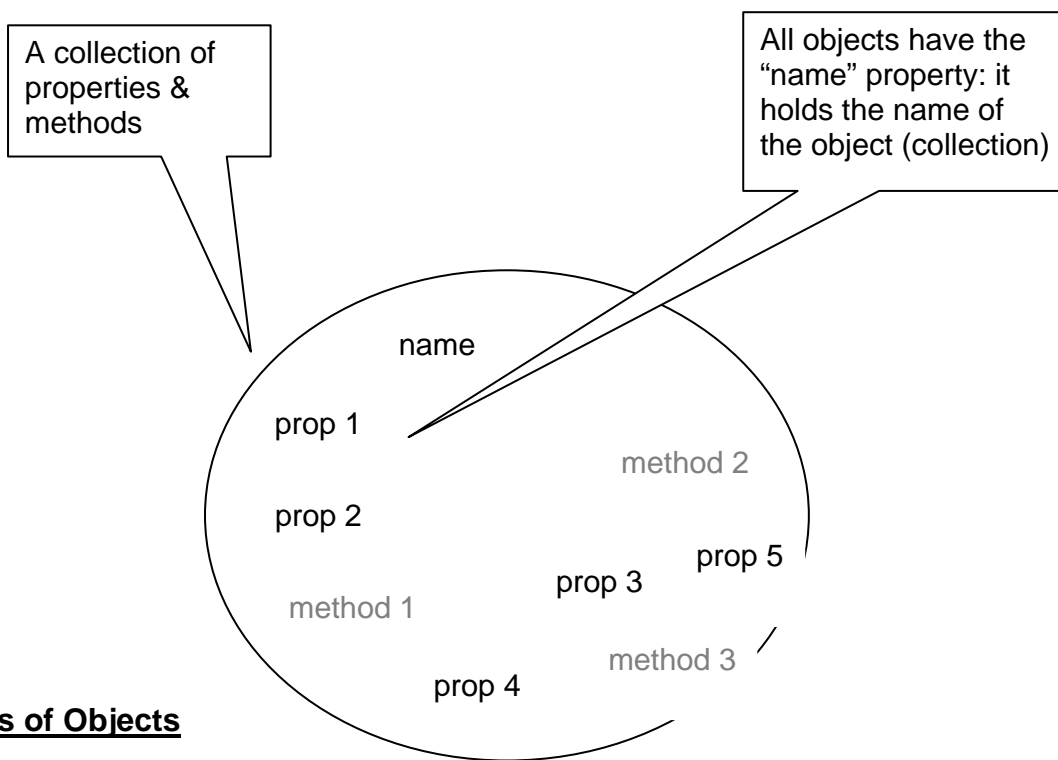 A collection of
properties &
methods
All objects have the
“name” property: it
holds the name of
the object (collection)
name
prop 1
method 2
prop 2
prop 5
prop 3
method 1
method 3
prop 4
of Objects